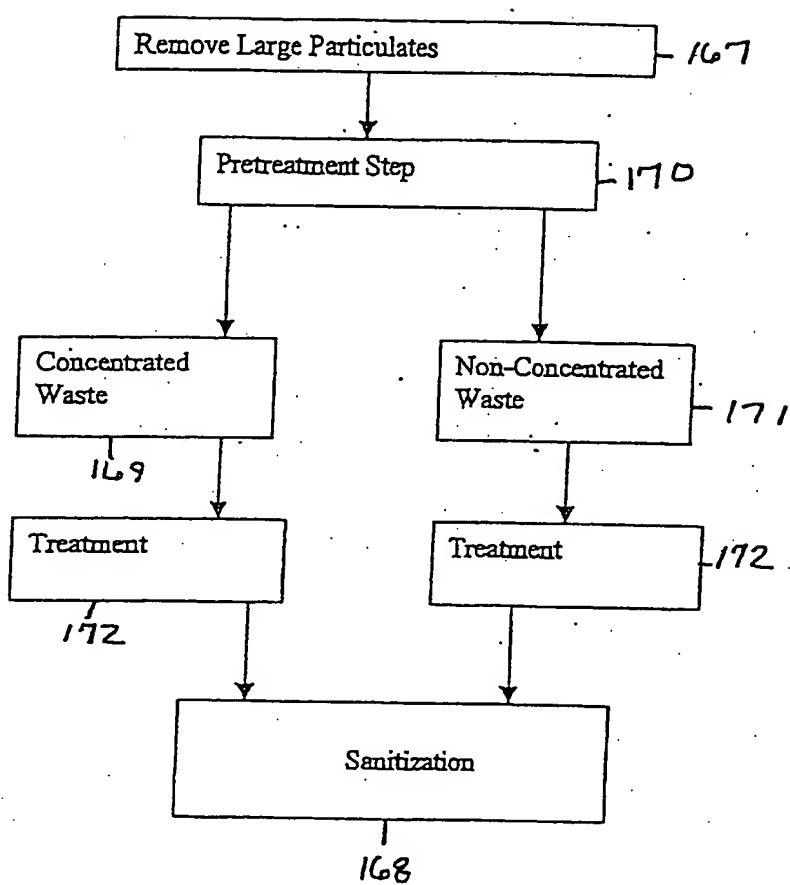 Remove Large Particulates
167
Pretreatment Step
170
Concentrated
Waste
169
Non-Concentrated
Waste
171
Treatment
172
Treatment
172
Sanitization
168